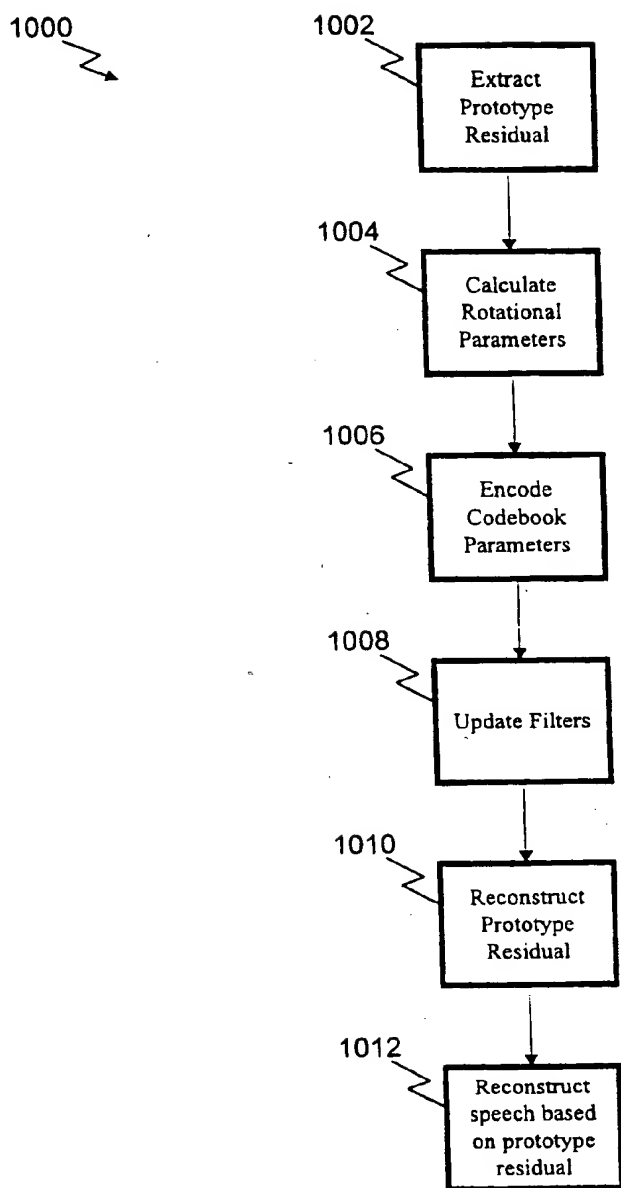 1000
1002
Extract
Prototype
Residual
1004
Calculate
Rotational
Parameters
1006
Encode
Codebook
Parameters
1008
Update Filters
1010
Reconstruct
Prototype
Residual
1012
Reconstruct
speech based
on prototype
residual